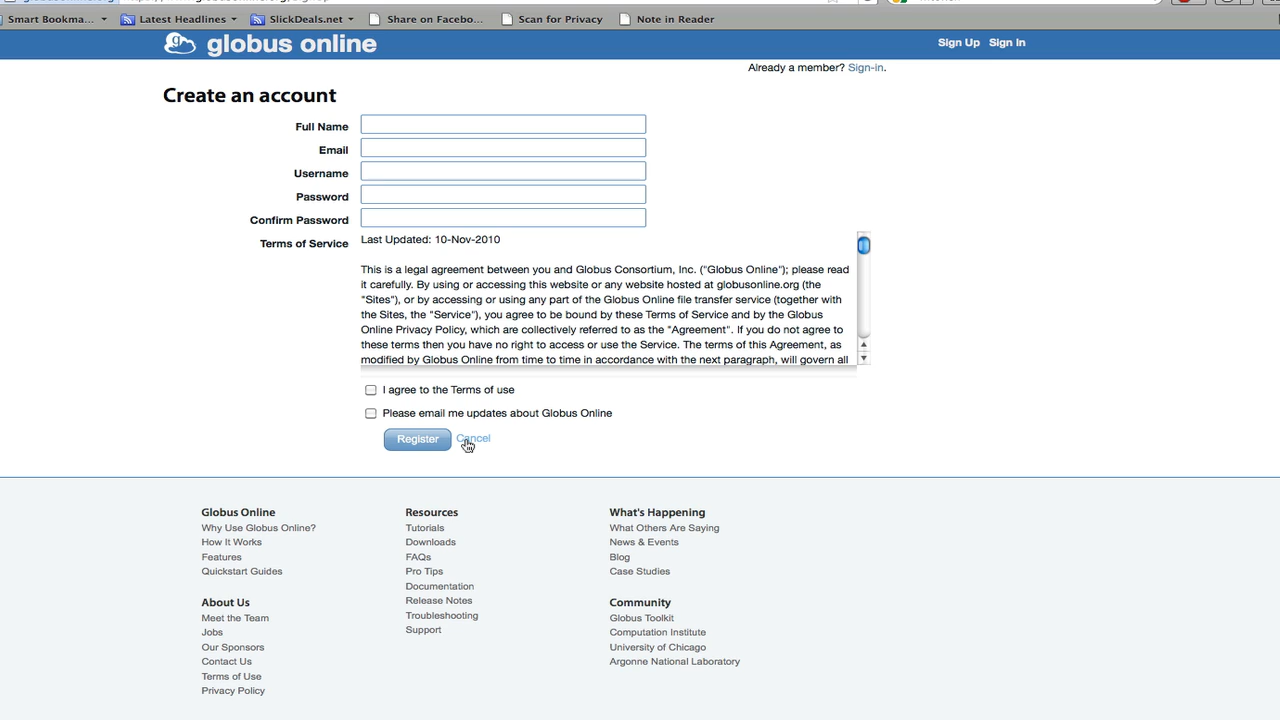 Smart Bookma... Latest Headlines SlickDeals.net Share on Facebo... Scan for Privacy Note in Reader
globus online Sign Up Sign In
Already a member? Sign-in.
Create an account
Full Name
Email
Username
Password
Confirm Password
Terms of Service Last Updated: 10-Nov-2010
This is a legal agreement between you and Globus Consortium, Inc. ("Globus Online"); please read
it carefully. By using or accessing this website or any website hosted at globusonline.org (the
"Sites"), or by accessing or using any part of the Globus Online file transfer service (together with
the Sites, the "Service"), you agree to be bound by these Terms of Service and by the Globus
Online Privacy Policy, which are collectively referred to as the "Agreement". If you do not agree to
these terms then you have no right to access or use the Service. The terms of this Agreement, as
modified by Globus Online from time to time in accordance with the next paragraph, will govern all
I agree to the Terms of use
Please email me updates about Globus Online
Register Cancel
Globus Online
Why Use Globus Online?
How It Works
Features
Quickstart Guides
About Us
Meet the Team
Jobs
Our Sponsors
Contact Us
Terms of Use
Privacy Policy
Resources
Tutorials
Downloads
FAQs
Pro Tips
Documentation
Release Notes
Troubleshooting
Support
What's Happening
What Others Are Saying
News & Events
Blog
Case Studies
Community
Globus Toolkit
Computation Institute
University of Chicago
Argonne National Laboratory